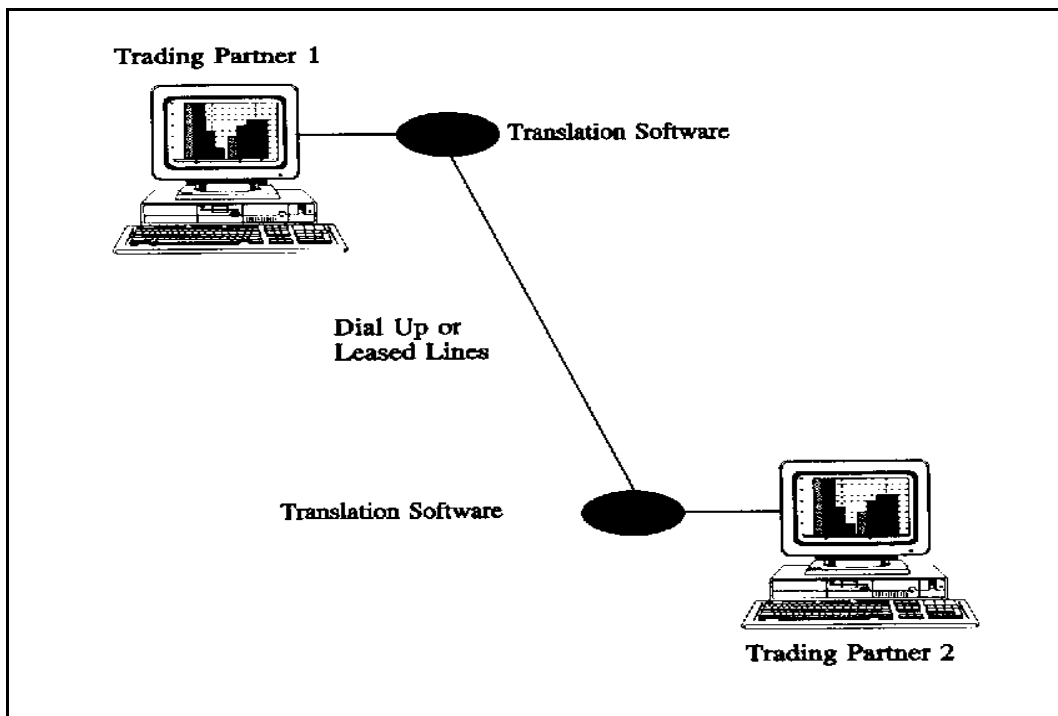 Trading Partner 1
Translation Software
Dial Up or
Leased Lines
Translation Software
Trading Partner 2